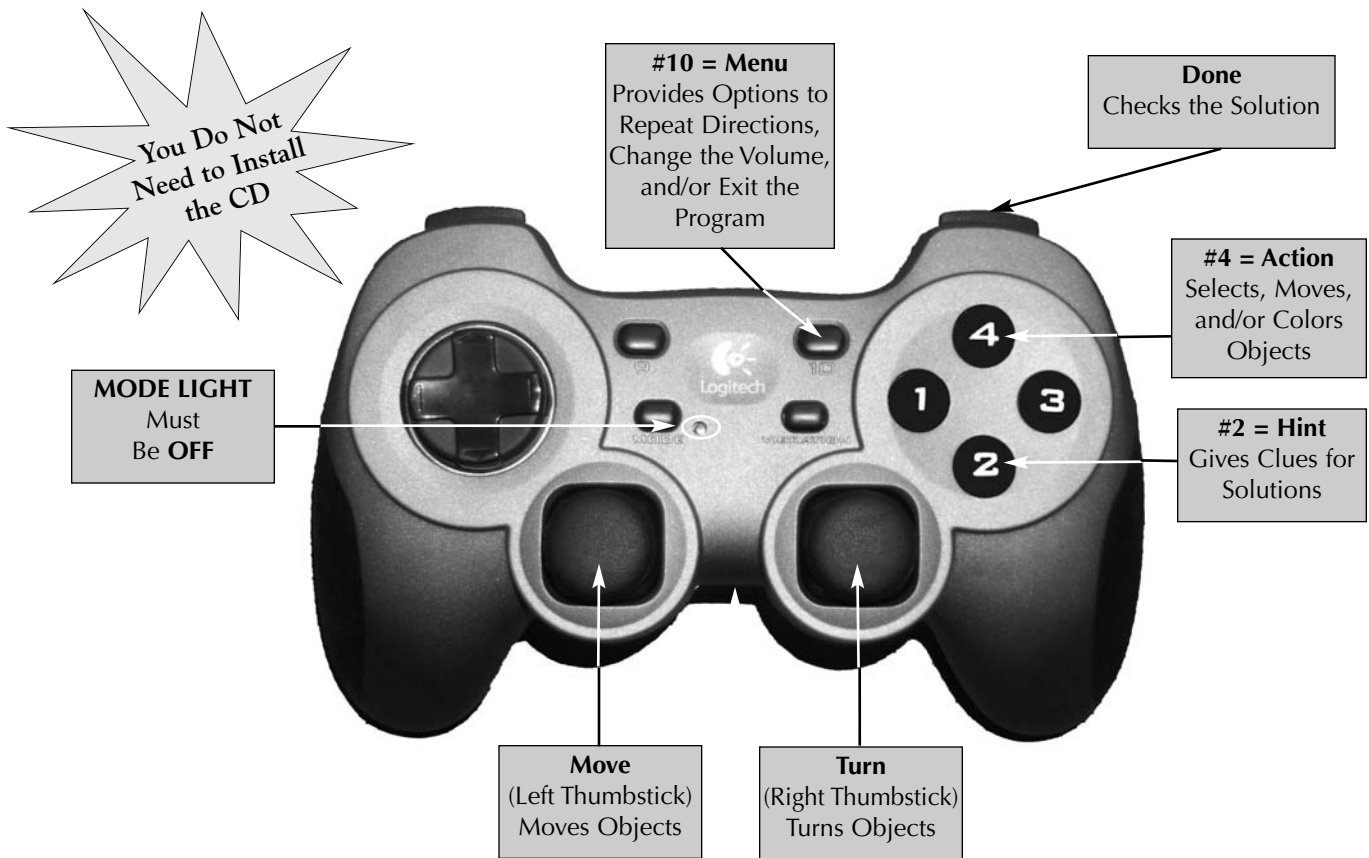 You Do Not
Need to Install
the CD
#10 = Menu
Provides Options to
Repeat Directions,
Change the Volume,
and/or Exit the
Program
Done
Checks the Solution
#4 = Action
Selects, Moves,
and/or Colors
Objects
MODE LIGHT
Must
Be OFF
#2 = Hint
Gives Clues for
Solutions
9
10
Logitech
MODE
VIBRATION
4
1
3
2
Move
(Left Thumbstick)
Moves Objects
Turn
(Right Thumbstick)
Turns Objects